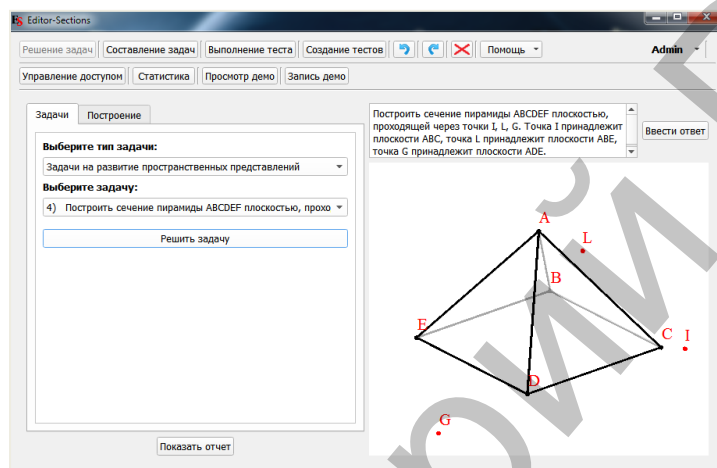 Editor-Sections
Решение задач Составление задач Выполнение теста Создание тестов Помощь Admin
Управление доступом Статистика Просмотр демо Запись демо
Задачи Построение
Выберите тип задачи:
Задачи на развитие пространственных представлений
Выберите задачу:
4) Построить сечение пирамиды ABCDEF плоскостью, прохо
Решить задачу
Показать отчет
Построить сечение пирамиды ABCDEF плоскостью,
проходящей через точки I, L, G. Точка I принадлежит
плоскости ABC, точка L принадлежит плоскости ABE,
точка G принадлежит плоскости ADE.
Ввести ответ
A
L
B
E
C I
D
G